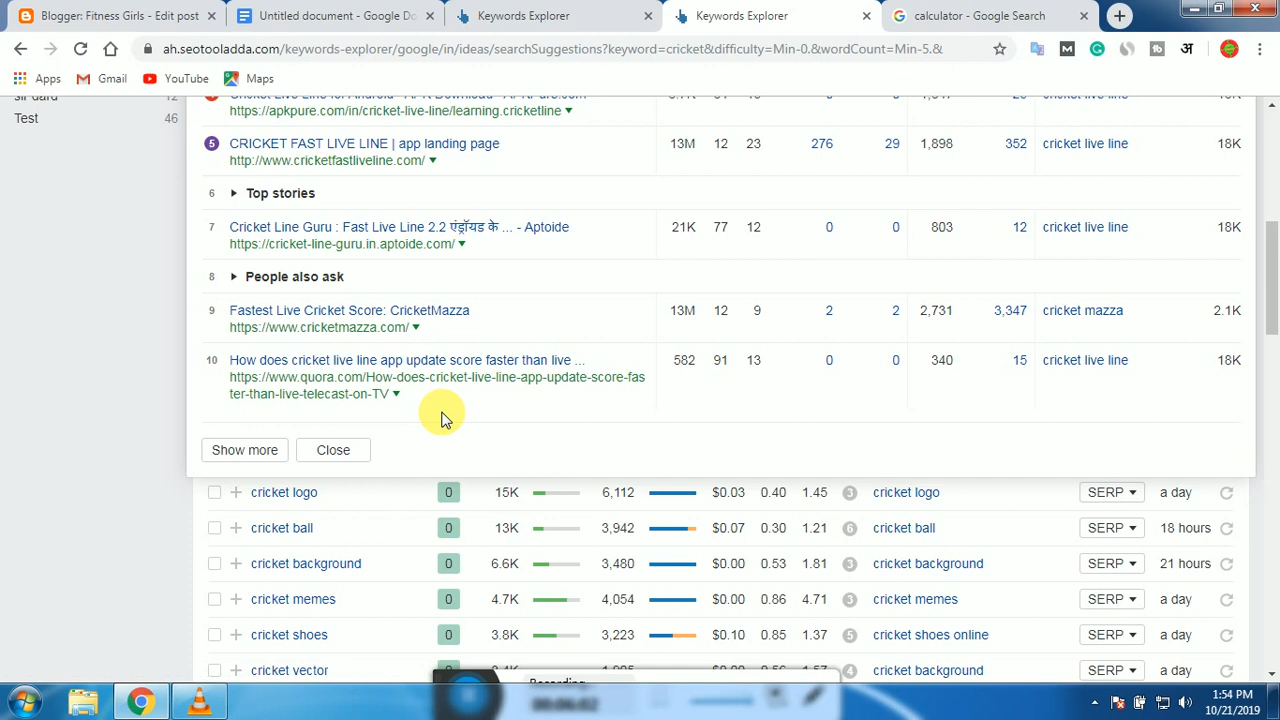 Blogger: Fitness Girls - Edit post
Untitled document - Google Do
Keywords Explorer
Keywords Explorer
calculator - Google Search
ah.seotooladda.com/keywords-explorer/google/in/ideas/searchSuggestions?keyword=cricket&difficulty=Min-0.&wordCount=Min-5.&
Apps
Gmail
YouTube
Maps
12
Test 46
https://apkpure.com/in/cricket-live-line/learning.cricketline
cricket live line 18K
5 CRICKET FAST LIVE LINE | app landing page 13M 12 23 276 29 1,898 352 cricket live line 18K
http://www.cricketfastliveline.com/
6 Top stories
7 Cricket Line Guru : Fast Live Line 2.2 एंड्रॉयड के ... - Aptoide 21K 77 12 0 0 803 12 cricket live line 18K
https://cricket-line-guru.in.aptoide.com/
8 People also ask
9 Fastest Live Cricket Score: CricketMazza 13M 12 9 2 2 2,731 3,347 cricket mazza 2.1K
https://www.cricketmazza.com/
10 How does cricket live line app update score faster than live ... 582 91 13 0 0 340 15 cricket live line 18K
https://www.quora.com/How-does-cricket-live-line-app-update-score-fas
ter-than-live-telecast-on-TV
Show more
Close
cricket logo 0 15K 6,112 $0.03 0.40 1.45 3 cricket logo SERP a day
cricket ball 0 13K 3,942 $0.07 0.30 1.21 6 cricket ball SERP 18 hours
cricket background 0 6.6K 3,480 $0.00 0.53 1.81 3 cricket background SERP 21 hours
cricket memes 0 4.7K 4,054 $0.00 0.86 4.71 3 cricket memes SERP a day
cricket shoes 0 3.8K 3,223 $0.10 0.85 1.37 5 cricket shoes online SERP a day
cricket vector 0 4 cricket background SERP a day
Recording
00:06:02
1:54 PM
10/21/2019